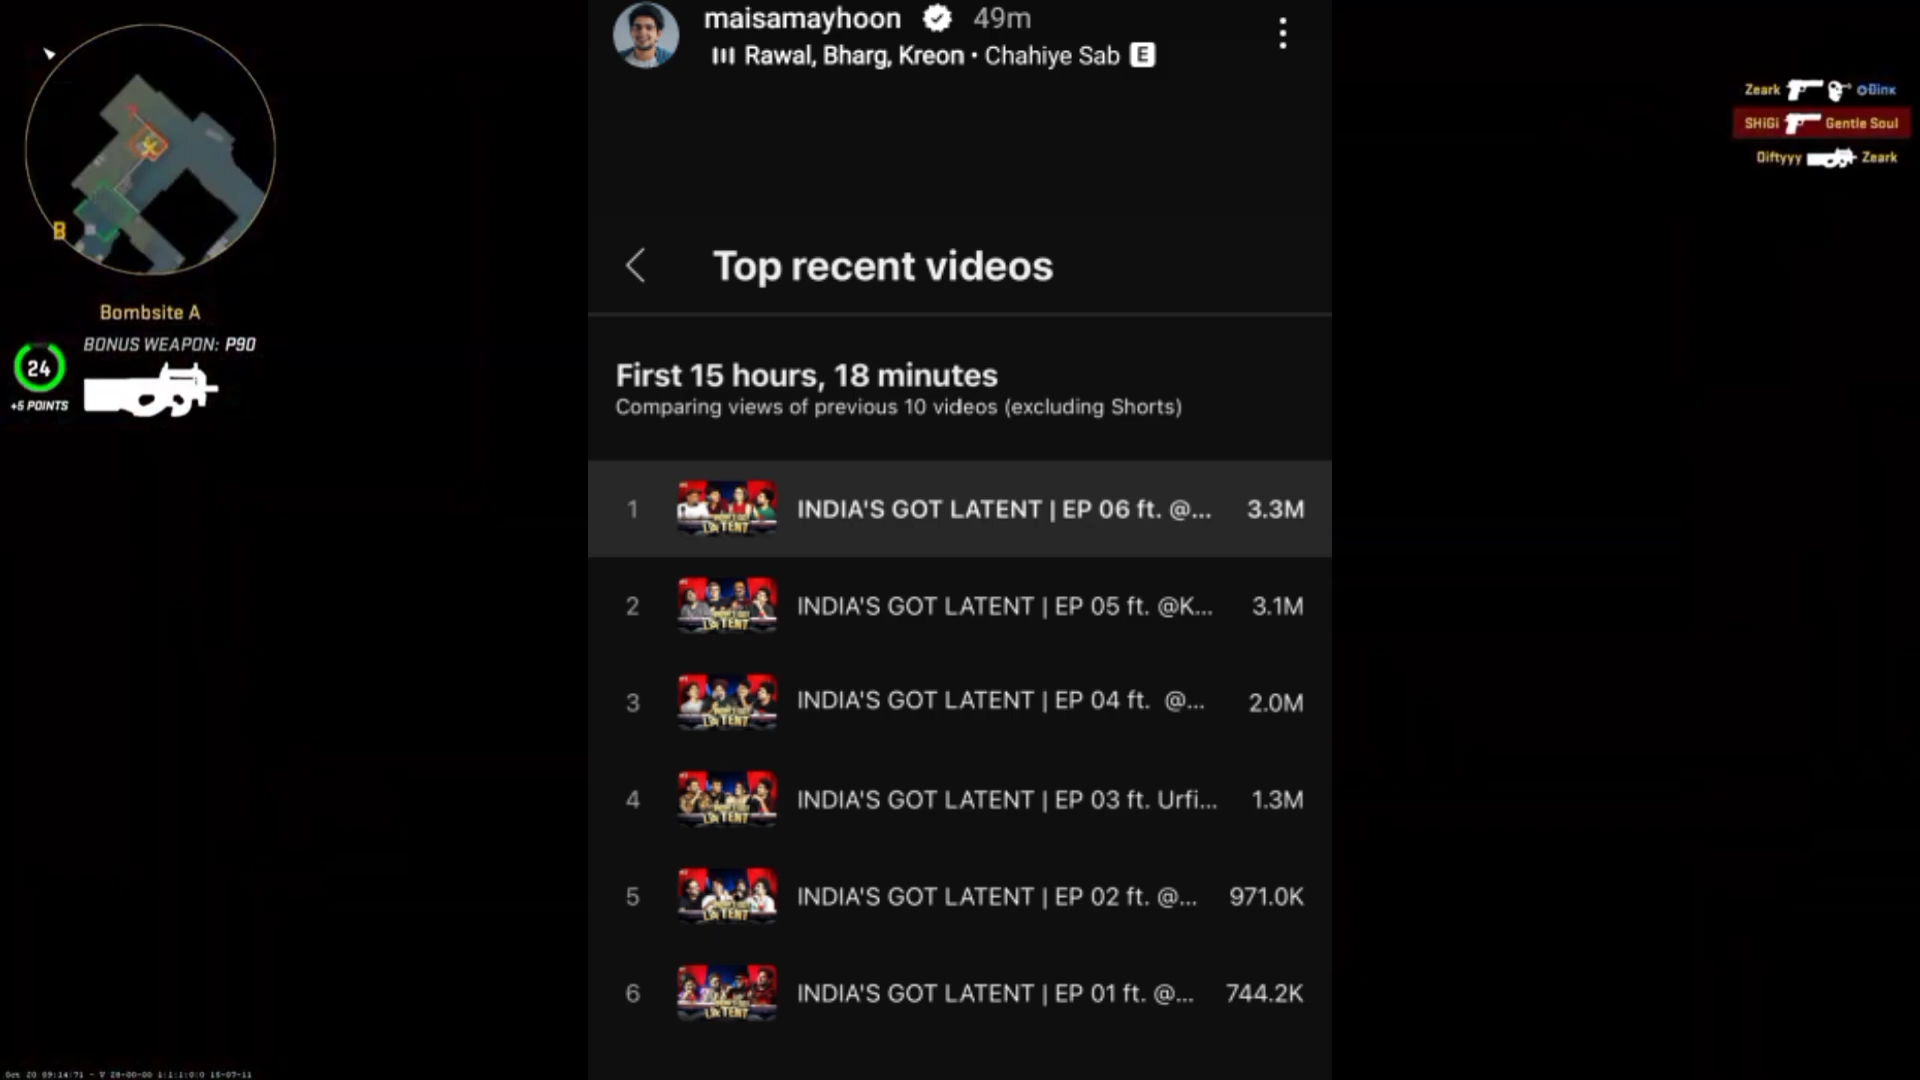 maisamayhoon 49m
Rawal, Bharg, Kreon • Chahiye Sab E
Top recent videos
First 15 hours, 18 minutes
Comparing views of previous 10 videos (excluding Shorts)
1 INDIA'S GOT LATENT | EP 06 ft. @... 3.3M
2 INDIA'S GOT LATENT | EP 05 ft. @K... 3.1M
3 INDIA'S GOT LATENT | EP 04 ft. @... 2.0M
4 INDIA'S GOT LATENT | EP 03 ft. Urfi... 1.3M
5 INDIA'S GOT LATENT | EP 02 ft. @... 971.0K
6 INDIA'S GOT LATENT | EP 01 ft. @... 744.2K
B
Bombsite A
BONUS WEAPON: P90
24
+5 POINTS
Zeark
SHiGi Gentle Soul
Diftyyy Zeark